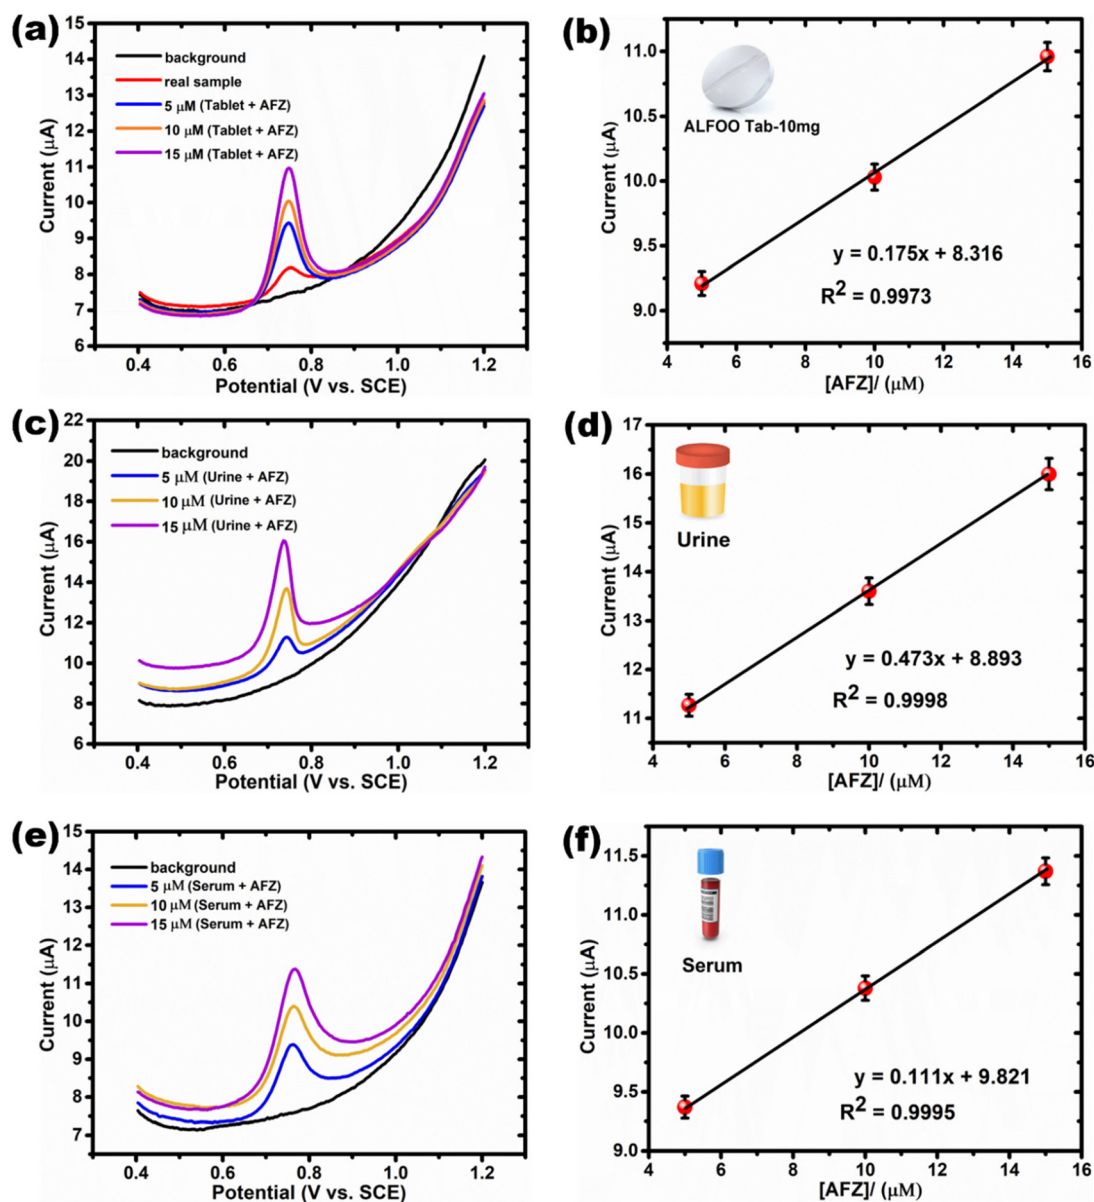 (a)
background
real sample
5 μM (Tablet + AFZ)
10 μM (Tablet + AFZ)
15 μM (Tablet + AFZ)
15
14
13
12
11
10
9
8
7
6
Current (μA)
0.4 0.6 0.8 1.0 1.2
Potential (V vs. SCE)
(b)
ALFOO Tab-10mg
11.0
10.5
10.0
9.5
9.0
Current (μA)
y = 0.175x + 8.316
R² = 0.9973
4 6 8 10 12 14 16
[AFZ]/ (μM)
(c)
background
5 μM (Urine + AFZ)
10 μM (Urine + AFZ)
15 μM (Urine + AFZ)
22
20
18
16
14
12
10
8
6
Current (μA)
0.4 0.6 0.8 1.0 1.2
Potential (V vs. SCE)
(d)
Urine
17
16
15
13
12
11
Current (μA)
y = 0.473x + 8.893
R² = 0.9998
4 6 8 10 12 14 16
[AFZ]/ (μM)
(e)
background
5 μM (Serum + AFZ)
10 μM (Serum + AFZ)
15 μM (Serum + AFZ)
15
14
13
12
11
10
9
8
7
Current (μA)
0.4 0.6 0.8 1.0 1.2
Potential (V vs. SCE)
(f)
Serum
11.5
11.0
10.5
10.0
9.5
9.0
Current (μA)
y = 0.111x + 9.821
R² = 0.9995
4 6 8 10 12 14 16
[AFZ]/ (μM)